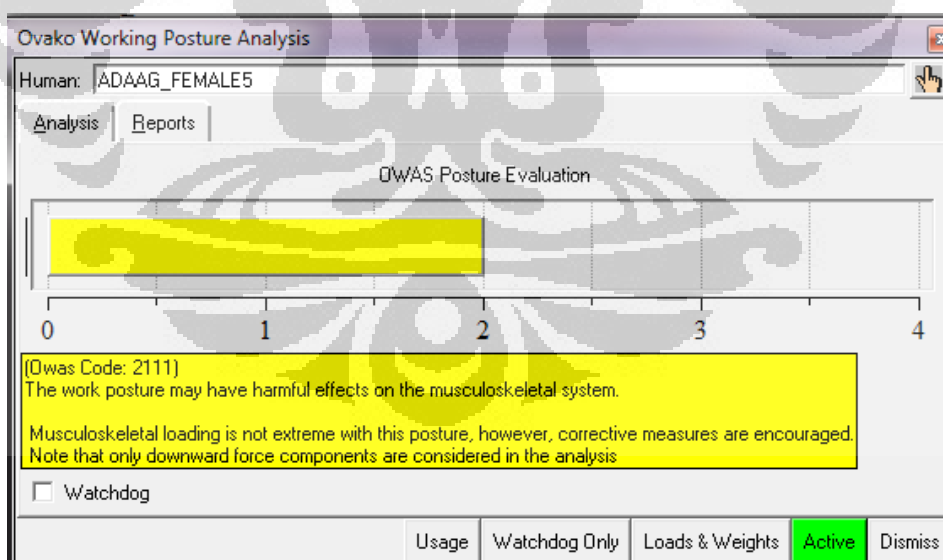 Ovako Working Posture Analysis
Human: ADAAG_FEMALE5
Analysis Reports
OWAS Posture Evaluation
0 1 2 3 4
(Owas Code: 2111)
The work posture may have harmful effects on the musculoskeletal system.
Musculoskeletal loading is not extreme with this posture, however, corrective measures are encouraged.
Note that only downward force components are considered in the analysis
Watchdog
Usage Watchdog Only Loads & Weights Active Dismiss